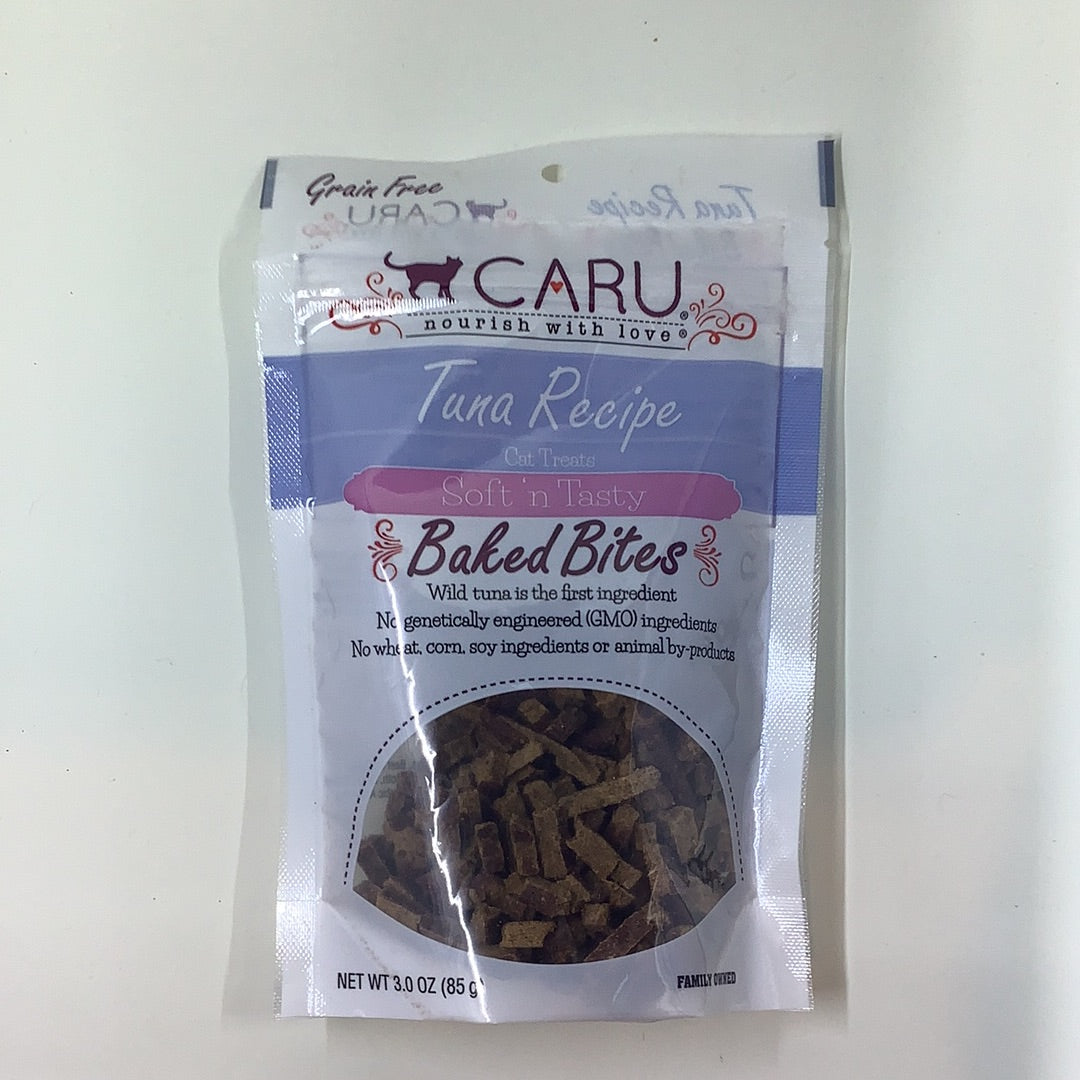 Grain Free
CARU
Tuna Recipe
CARU®
nourish with love®
Tuna Recipe
Cat Treats
Soft 'n Tasty
Baked Bites
Wild tuna is the first ingredient
No genetically engineered (GMO) ingredients
No wheat, corn, soy ingredients or animal by-products
NET WT 3.0 OZ (85 g)
FAMILY OWNED